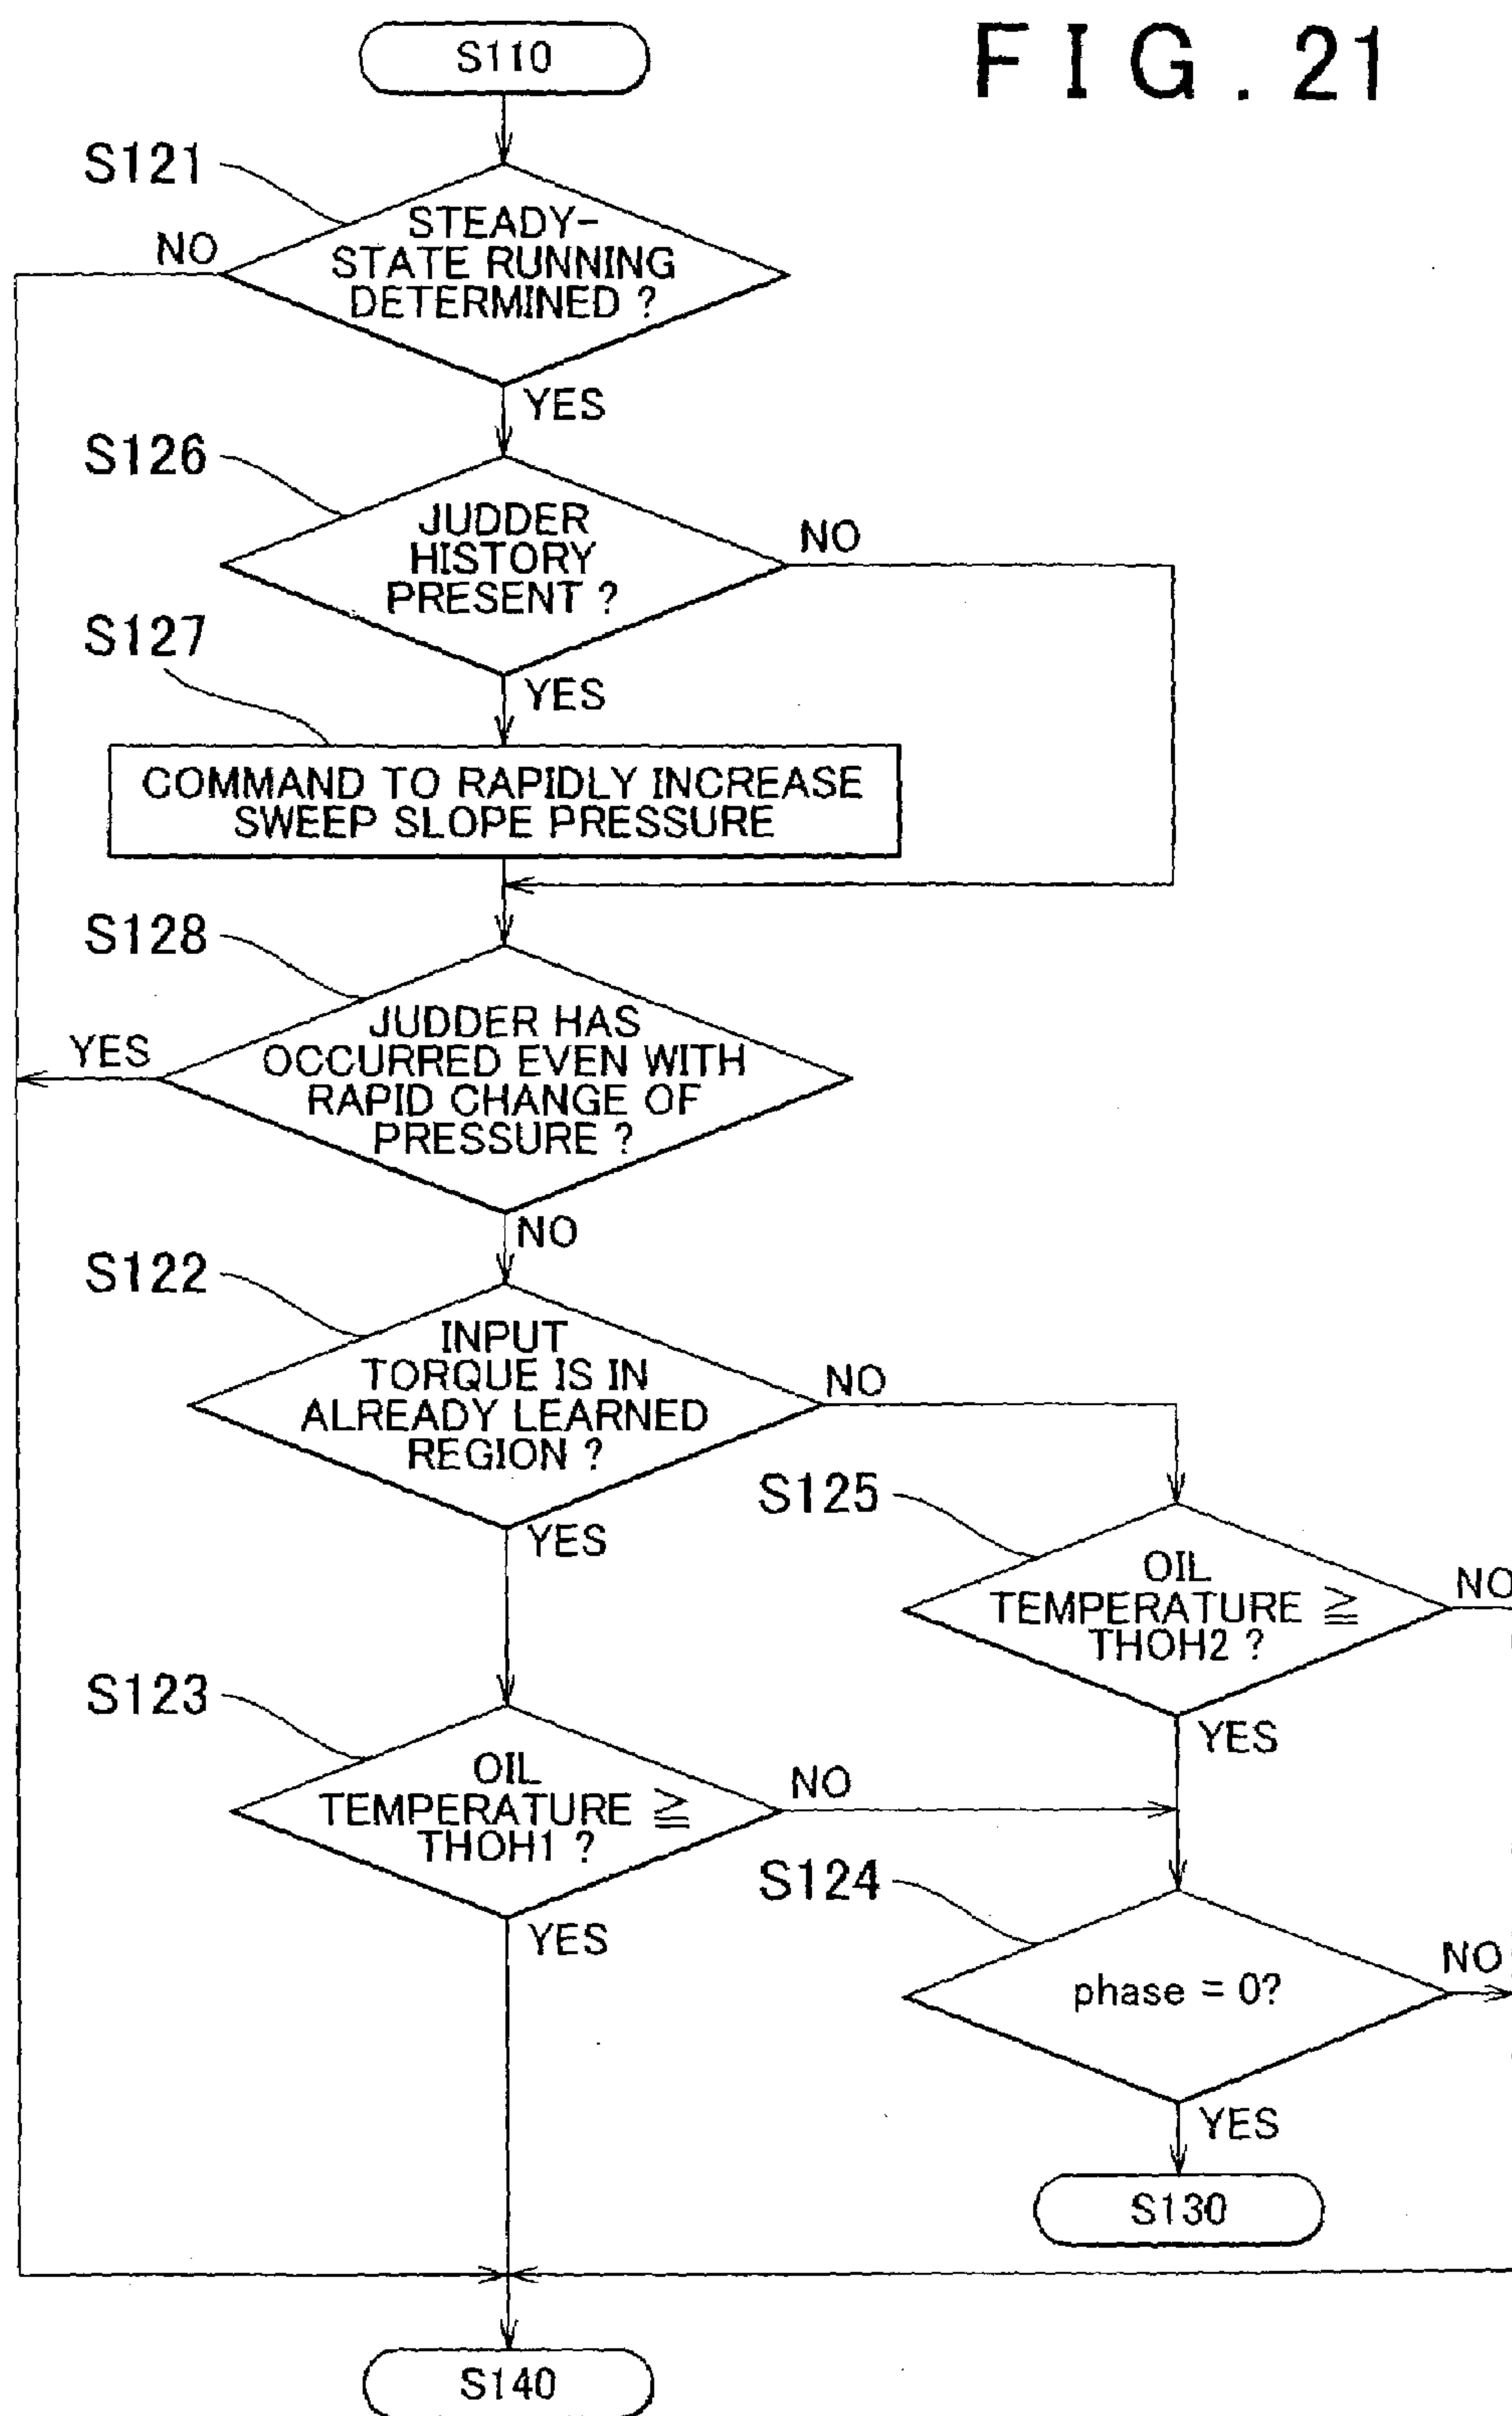 FIG. 21
S110
S121
STEADY-
STATE RUNNING
DETERMINED ?
NO
YES
S126
JUDDER
HISTORY
PRESENT ?
NO
YES
S127
COMMAND TO RAPIDLY INCREASE
SWEEP SLOPE PRESSURE
S128
JUDDER HAS
OCCURRED EVEN WITH
RAPID CHANGE OF
PRESSURE ?
YES
NO
S122
INPUT
TORQUE IS IN
ALREADY LEARNED
REGION ?
NO
YES
S125
OIL
TEMPERATURE ≧
THOH2 ?
NO
YES
S123
OIL
TEMPERATURE ≧
THOH1 ?
NO
YES
S124
phase = 0?
NO
YES
S130
S140